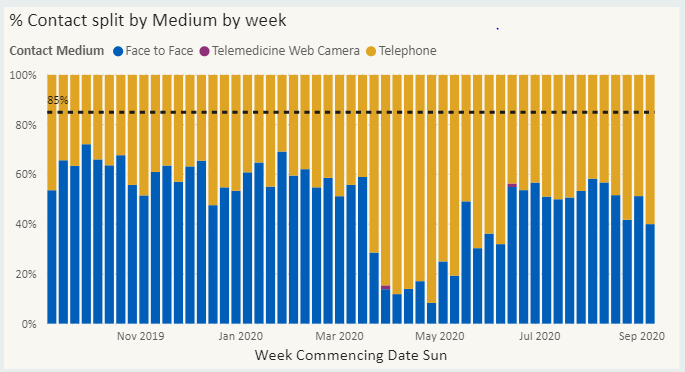 % Contact split by Medium by week
Contact Medium Face to Face Telemedicine Web Camera Telephone
100%
85%
80%
60%
40%
20%
0%
Nov 2019 Jan 2020 Mar 2020 May 2020 Jul 2020 Sep 2020
Week Commencing Date Sun